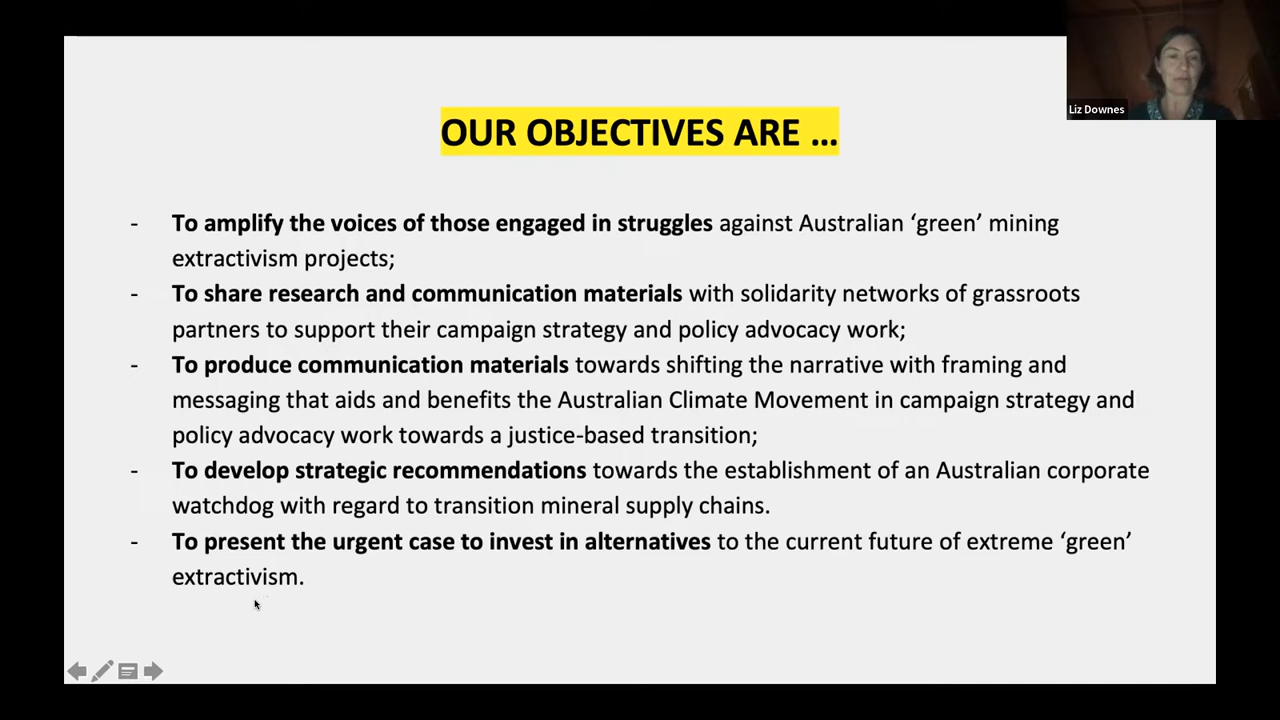 Liz Downes
OUR OBJECTIVES ARE …
- To amplify the voices of those engaged in struggles against Australian ‘green’ mining
extractivism projects;
- To share research and communication materials with solidarity networks of grassroots
partners to support their campaign strategy and policy advocacy work;
- To produce communication materials towards shifting the narrative with framing and
messaging that aids and benefits the Australian Climate Movement in campaign strategy and
policy advocacy work towards a justice-based transition;
- To develop strategic recommendations towards the establishment of an Australian corporate
watchdog with regard to transition mineral supply chains.
- To present the urgent case to invest in alternatives to the current future of extreme ‘green’
extractivism.